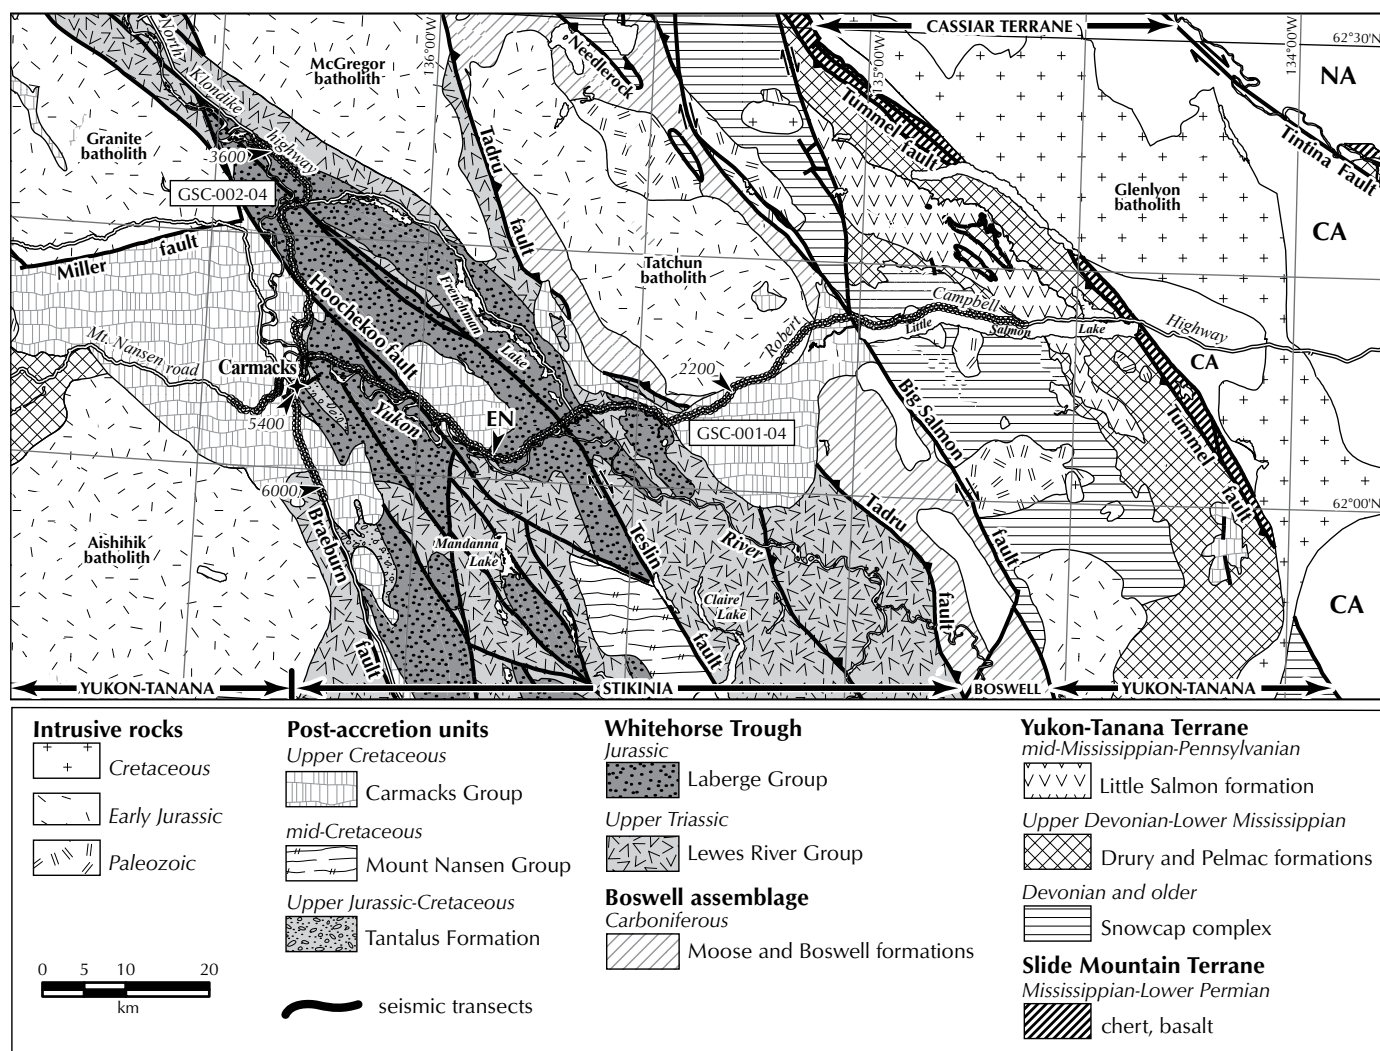 CASSIAR TERRANE
62°30'N
136°00'W
135°00'W
134°00'W
North
Klondike
highway
McGregor
batholith
Needlerock
NA
Granite
batholith
Tadru
fault
Tunnel
fault
Tintina Fault
3600
GSC-002-04
Glenlyon
batholith
CA
Miller
fault
Tatchun
batholith
Hoochekoo fault
Frenchman
Lake
Robert
Campbell
Highway
Little
Salmon
Lake
Mt. Nansen road
Carmacks
CA
2200
5400
Yukon
EN
GSC-001-04
Big Salmon
fault
Tunnel
fault
6000
62°00'N
Aishihik
batholith
Braeburn
fault
Mandanna
Lake
Teslin
fault
River
Claire
Lake
Tadru
fault
CA
YUKON-TANANA
STIKINIA
BOSWELL
YUKON-TANANA
Intrusive rocks
Cretaceous
Early Jurassic
Paleozoic
0 5 10 20
km
Post-accretion units
Upper Cretaceous
Carmacks Group
mid-Cretaceous
Mount Nansen Group
Upper Jurassic-Cretaceous
Tantalus Formation
seismic transects
Whitehorse Trough
Jurassic
Laberge Group
Upper Triassic
Lewes River Group
Boswell assemblage
Carboniferous
Moose and Boswell formations
Yukon-Tanana Terrane
mid-Mississippian-Pennsylvanian
Little Salmon formation
Upper Devonian-Lower Mississippian
Drury and Pelmac formations
Devonian and older
Snowcap complex
Slide Mountain Terrane
Mississippian-Lower Permian
chert, basalt